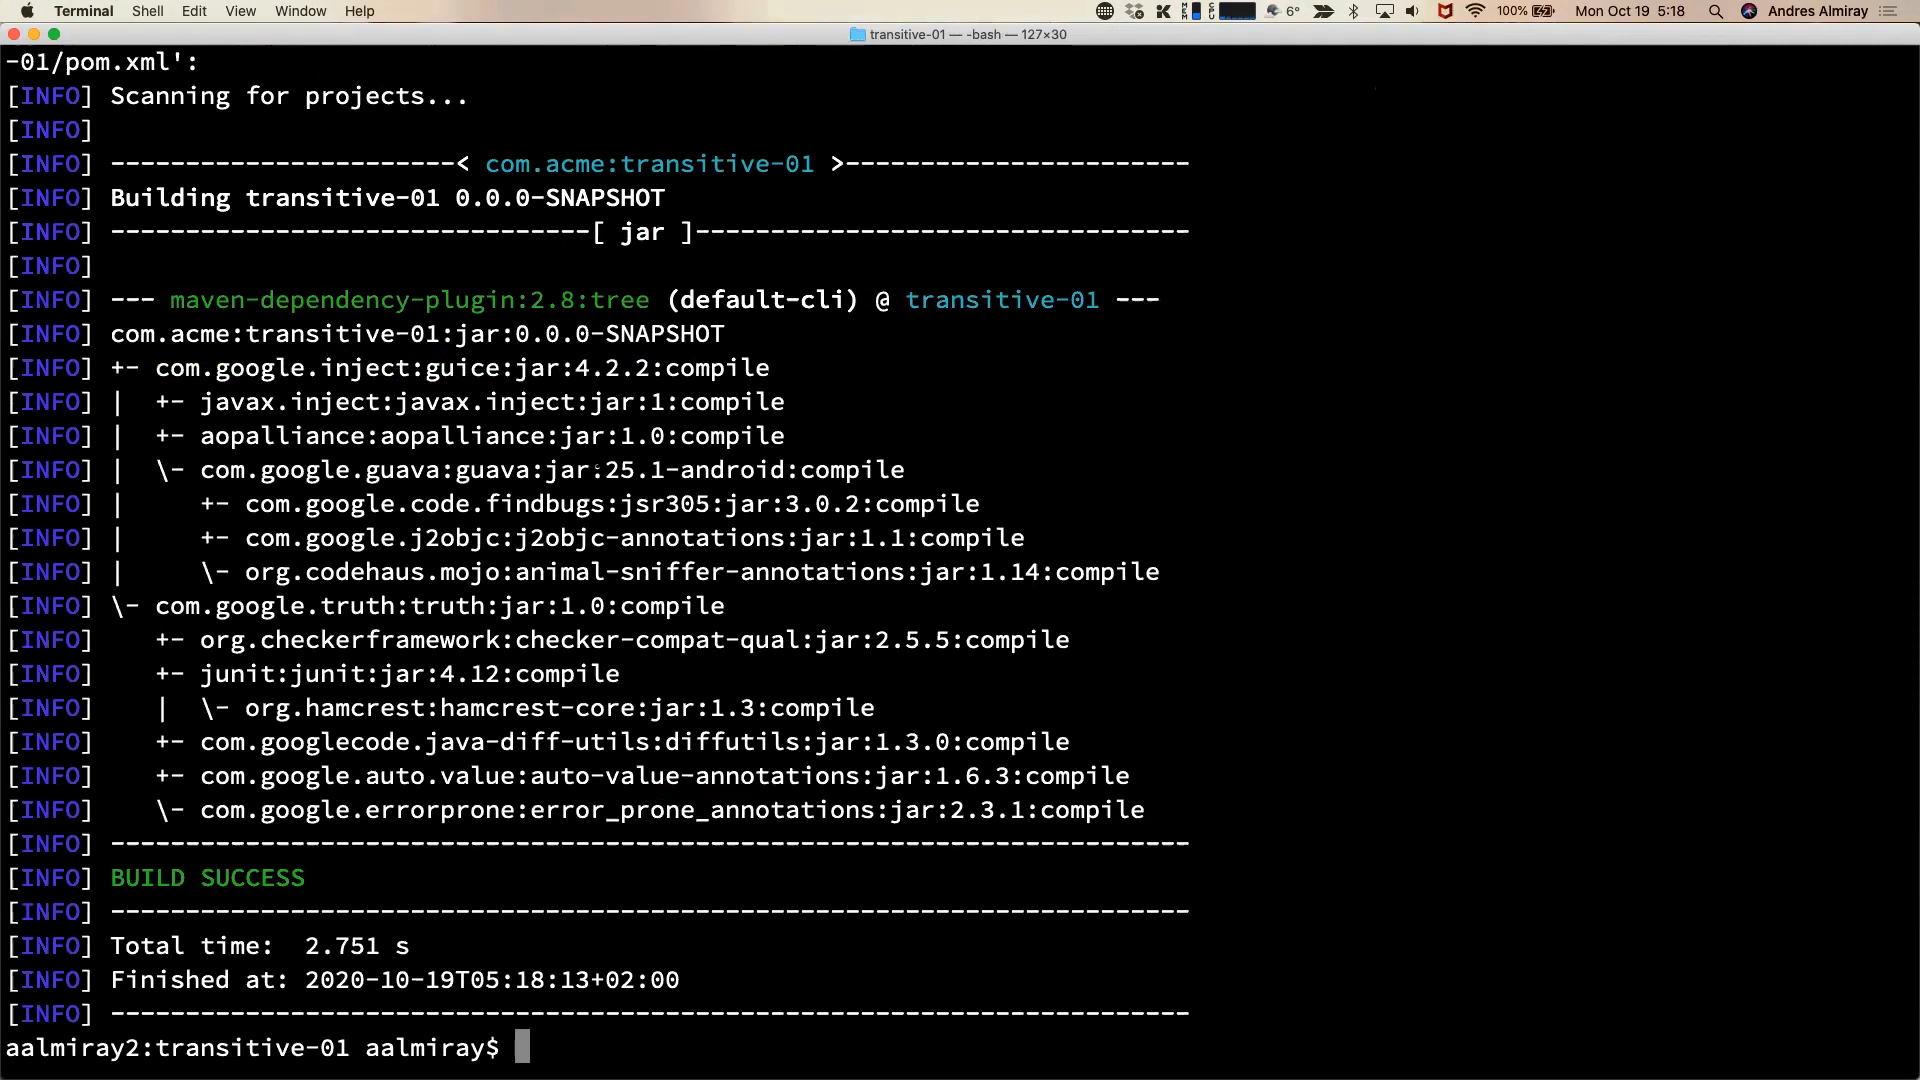 Terminal Shell Edit View Window Help MEM CPU 6° 100% Mon Oct 19 5:18 Andres Almiray
transitive-01 — -bash — 127×30
-01/pom.xml':
[INFO] Scanning for projects...
[INFO]
[INFO] -----------------------< com.acme:transitive-01 >-----------------------
[INFO] Building transitive-01 0.0.0-SNAPSHOT
[INFO] --------------------------------[ jar ]---------------------------------
[INFO]
[INFO] --- maven-dependency-plugin:2.8:tree (default-cli) @ transitive-01 ---
[INFO] com.acme:transitive-01:jar:0.0.0-SNAPSHOT
[INFO] +- com.google.inject:guice:jar:4.2.2:compile
[INFO] |  +- javax.inject:javax.inject:jar:1:compile
[INFO] |  +- aopalliance:aopalliance:jar:1.0:compile
[INFO] |  \- com.google.guava:guava:jar:25.1-android:compile
[INFO] |     +- com.google.code.findbugs:jsr305:jar:3.0.2:compile
[INFO] |     +- com.google.j2objc:j2objc-annotations:jar:1.1:compile
[INFO] |     \- org.codehaus.mojo:animal-sniffer-annotations:jar:1.14:compile
[INFO] \- com.google.truth:truth:jar:1.0:compile
[INFO]    +- org.checkerframework:checker-compat-qual:jar:2.5.5:compile
[INFO]    +- junit:junit:jar:4.12:compile
[INFO]    |  \- org.hamcrest:hamcrest-core:jar:1.3:compile
[INFO]    +- com.googlecode.java-diff-utils:diffutils:jar:1.3.0:compile
[INFO]    +- com.google.auto.value:auto-value-annotations:jar:1.6.3:compile
[INFO]    \- com.google.errorprone:error_prone_annotations:jar:2.3.1:compile
[INFO] ------------------------------------------------------------------------
[INFO] BUILD SUCCESS
[INFO] ------------------------------------------------------------------------
[INFO] Total time:  2.751 s
[INFO] Finished at: 2020-10-19T05:18:13+02:00
[INFO] ------------------------------------------------------------------------
aalmiray2:transitive-01 aalmiray$